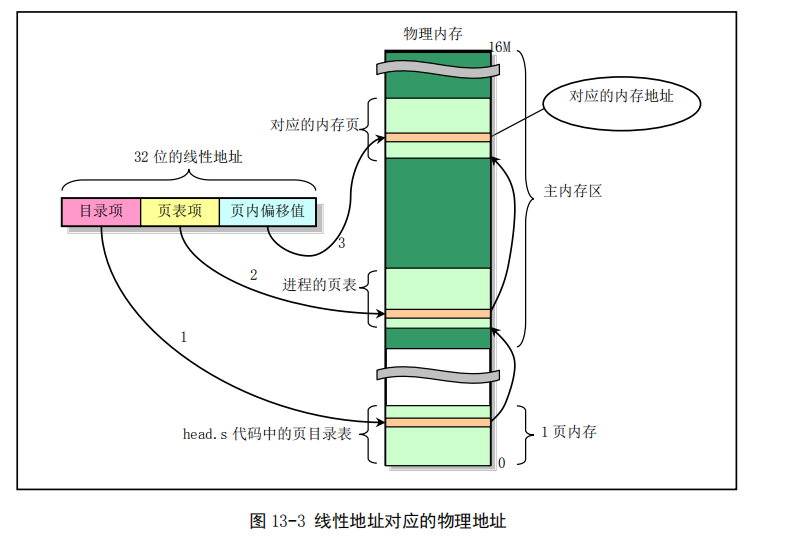 物理内存
16M
对应的内存地址
对应的内存页
32 位的线性地址
主内存区
目录项
页表项
页内偏移值
3
2
进程的页表
1
head.s 代码中的页目录表
1 页内存
0
图 13-3 线性地址对应的物理地址